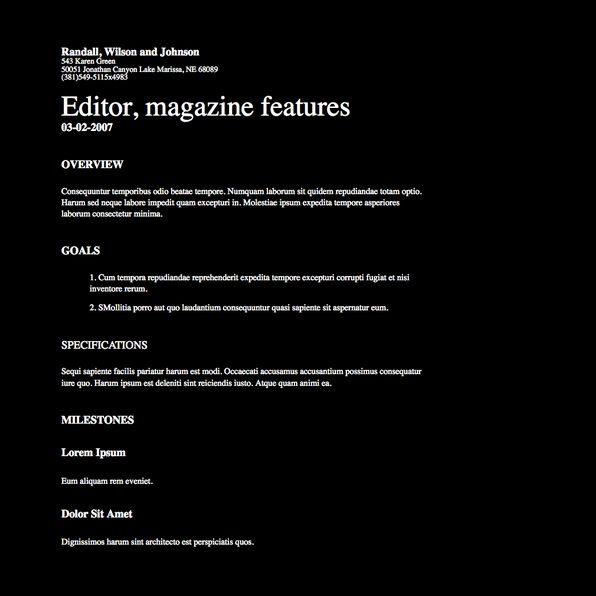 Randall, Wilson and Johnson
543 Karen Green
50051 Jonathan Canyon Lake Marissa, NE 68089
(381)549-5115x4983
Editor, magazine features
03-02-2007
OVERVIEW
Consequuntur temporibus odio beatae tempore. Numquam laborum sit quidem repudiandae totam optio.
Harum sed neque labore impedit quam excepturi in. Molestiae ipsum expedita tempore asperiores
laborum consectetur minima.
GOALS
1. Cum tempora repudiandae reprehenderit expedita tempore excepturi corrupti fugiat et nisi
inventore rerum.
2. SMollitia porro aut quo laudantium consequuntur quasi sapiente sit aspernatur eum.
SPECIFICATIONS
Sequi sapiente facilis pariatur harum est modi. Occaecati accusamus accusantium possimus consequatur
iure quo. Harum ipsum est deleniti sint reiciendis iusto. Atque quam animi ea.
MILESTONES
Lorem Ipsum
Eum aliquam rem eveniet.
Dolor Sit Amet
Dignissimos harum sint architecto est perspiciatis quos.